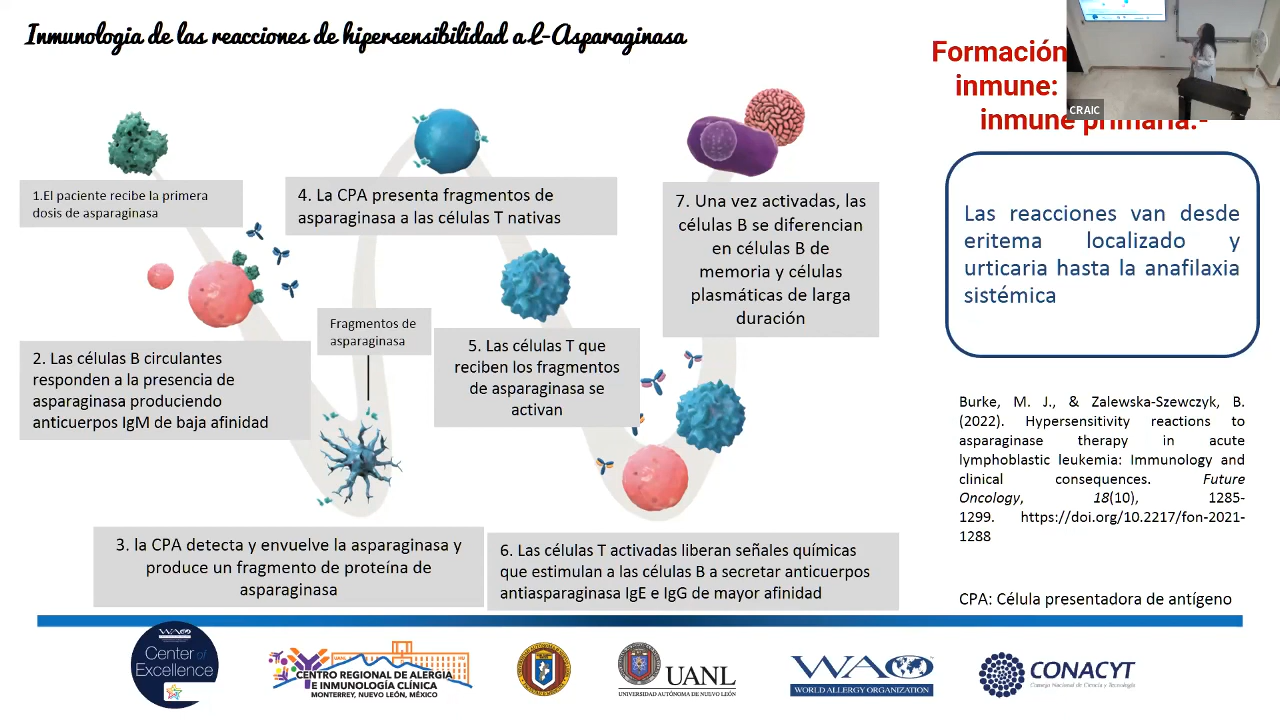 Inmunologia de las reacciones de hipersensibilidad a L-Asparaginasa
Formación
inmune:
inmune primaria.-
CRAIC
1.El paciente recibe la primera
dosis de asparaginasa
4. La CPA presenta fragmentos de
asparaginasa a las células T nativas
7. Una vez activadas, las
células B se diferencian
en células B de
memoria y células
plasmáticas de larga
duración
Las reacciones van desde
eritema localizado y
urticaria hasta la anafilaxia
sistémica
Fragmentos de
asparaginasa
2. Las células B circulantes
responden a la presencia de
asparaginasa produciendo
anticuerpos IgM de baja afinidad
5. Las células T que
reciben los fragmentos
de asparaginasa se
activan
Burke, M. J., & Zalewska-Szewczyk, B.
(2022). Hypersensitivity reactions to
asparaginase therapy in acute
lymphoblastic leukemia: Immunology and
clinical consequences. Future
Oncology, 18(10), 1285-
1299. https://doi.org/10.2217/fon-2021-
1288
3. la CPA detecta y envuelve la asparaginasa y
produce un fragmento de proteína de
asparaginasa
6. Las células T activadas liberan señales químicas
que estimulan a las células B a secretar anticuerpos
antiasparaginasa IgE e IgG de mayor afinidad
CPA: Célula presentadora de antígeno
WAO
Center of
Excellence
CENTRO REGIONAL DE ALERGIA
E INMUNOLOGÍA CLÍNICA
MONTERREY, NUEVO LEÓN, MÉXICO
UANL
UNIVERSIDAD AUTÓNOMA DE NUEVO LEÓN
WAO
WORLD ALLERGY ORGANIZATION
CONACYT
Consejo Nacional de Ciencia y Tecnología